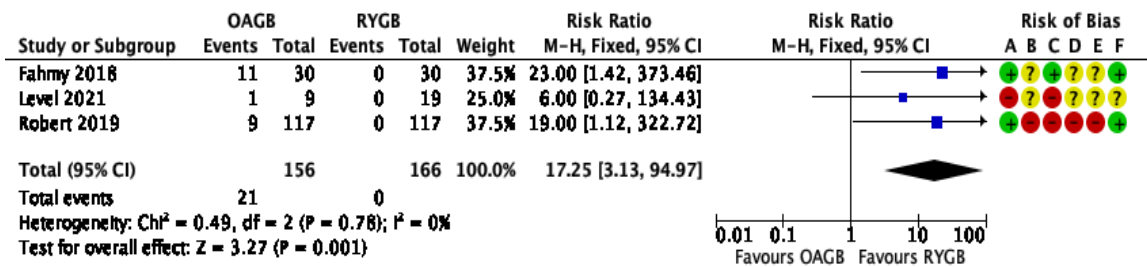 OAGB RYGB Risk Ratio Risk Ratio Risk of Bias
Study or Subgroup Events Total Events Total Weight M-H, Fixed, 95% CI M-H, Fixed, 95% CI A B C D E F
Fahmy 2018 11 30 0 30 37.5% 23.00 [1.42, 373.46] + ? + ? ? +
Level 2021 1 9 0 19 25.0% 6.00 [0.27, 134.43] - ? - ? ? ?
Robert 2019 9 117 0 117 37.5% 19.00 [1.12, 322.72] + - - - - +
Total (95% CI) 156 166 100.0% 17.25 [3.13, 94.97]
Total events 21 0
Heterogeneity: Chi² = 0.49, df = 2 (P = 0.78); I² = 0%
Test for overall effect: Z = 3.27 (P = 0.001)
0.01 0.1 1 10 100
Favours OAGB Favours RYGB